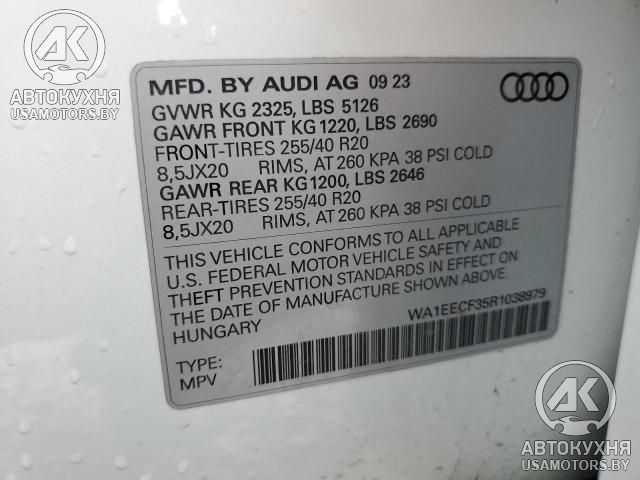 АК
АВТОКУХНЯ
USAMOTORS.BY
MFD. BY AUDI AG 09 23
GVWR KG 2325, LBS 5126
GAWR FRONT KG 1220, LBS 2690
FRONT-TIRES 255/40 R20
8,5JX20 RIMS, AT 260 KPA 38 PSI COLD
GAWR REAR KG 1200, LBS 2646
REAR-TIRES 255/40 R20
8,5JX20 RIMS, AT 260 KPA 38 PSI COLD
THIS VEHICLE CONFORMS TO ALL APPLICABLE
U.S. FEDERAL MOTOR VEHICLE SAFETY AND
THEFT PREVENTION STANDARDS IN EFFECT ON
THE DATE OF MANUFACTURE SHOWN ABOVE.
HUNGARY
WA1EECF35R1038979
TYPE:
MPV
АК
АВТОКУХНЯ
USAMOTORS.BY